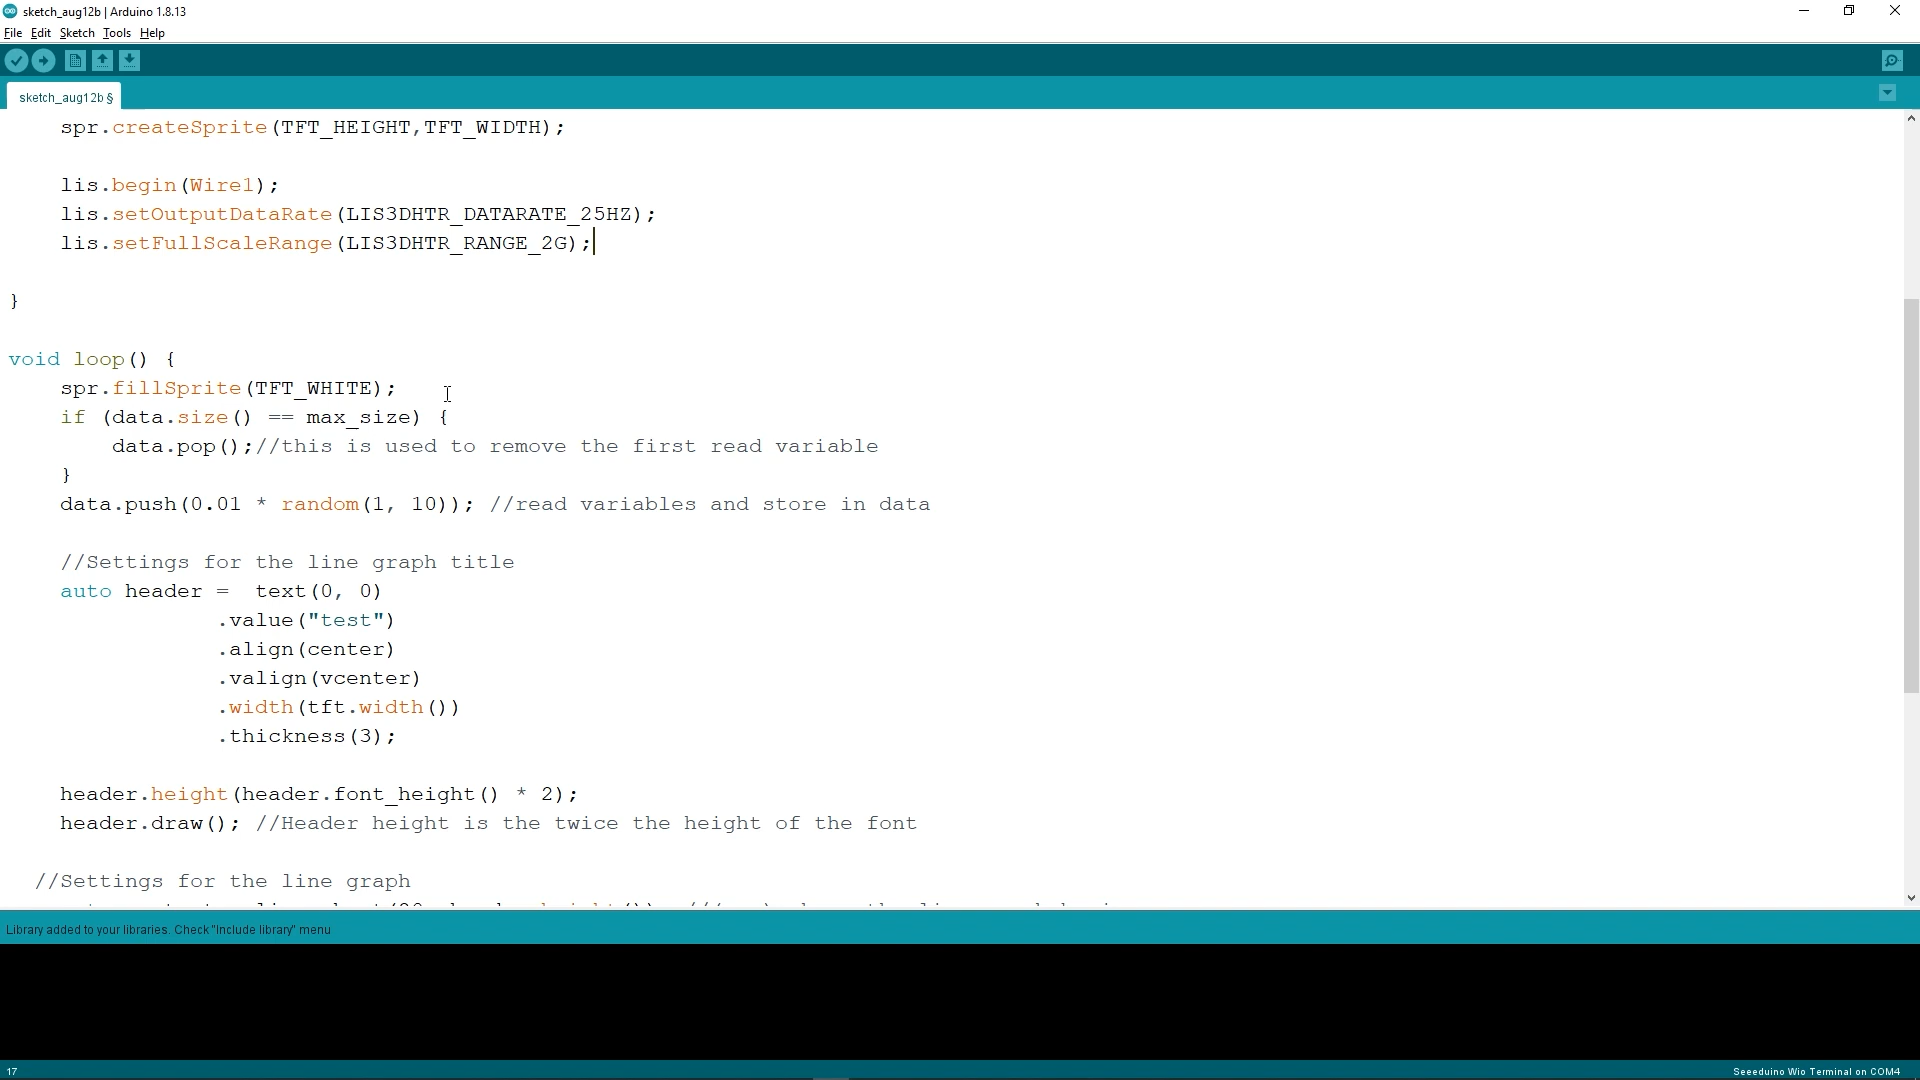 sketch_aug12b | Arduino 1.8.13
File Edit Sketch Tools Help
sketch_aug12b §
spr.createSprite(TFT_HEIGHT,TFT_WIDTH);
lis.begin(Wire1);
lis.setOutputDataRate(LIS3DHTR_DATARATE_25HZ);
lis.setFullScaleRange(LIS3DHTR_RANGE_2G);
}
void loop() {
spr.fillSprite(TFT_WHITE);
if (data.size() == max_size) {
data.pop();//this is used to remove the first read variable
}
data.push(0.01 * random(1, 10)); //read variables and store in data
//Settings for the line graph title
auto header =  text(0, 0)
.value("test")
.align(center)
.valign(vcenter)
.width(tft.width())
.thickness(3);
header.height(header.font_height() * 2);
header.draw(); //Header height is the twice the height of the font
//Settings for the line graph
Library added to your libraries. Check "Include library" menu
17
Seeeduino Wio Terminal on COM4